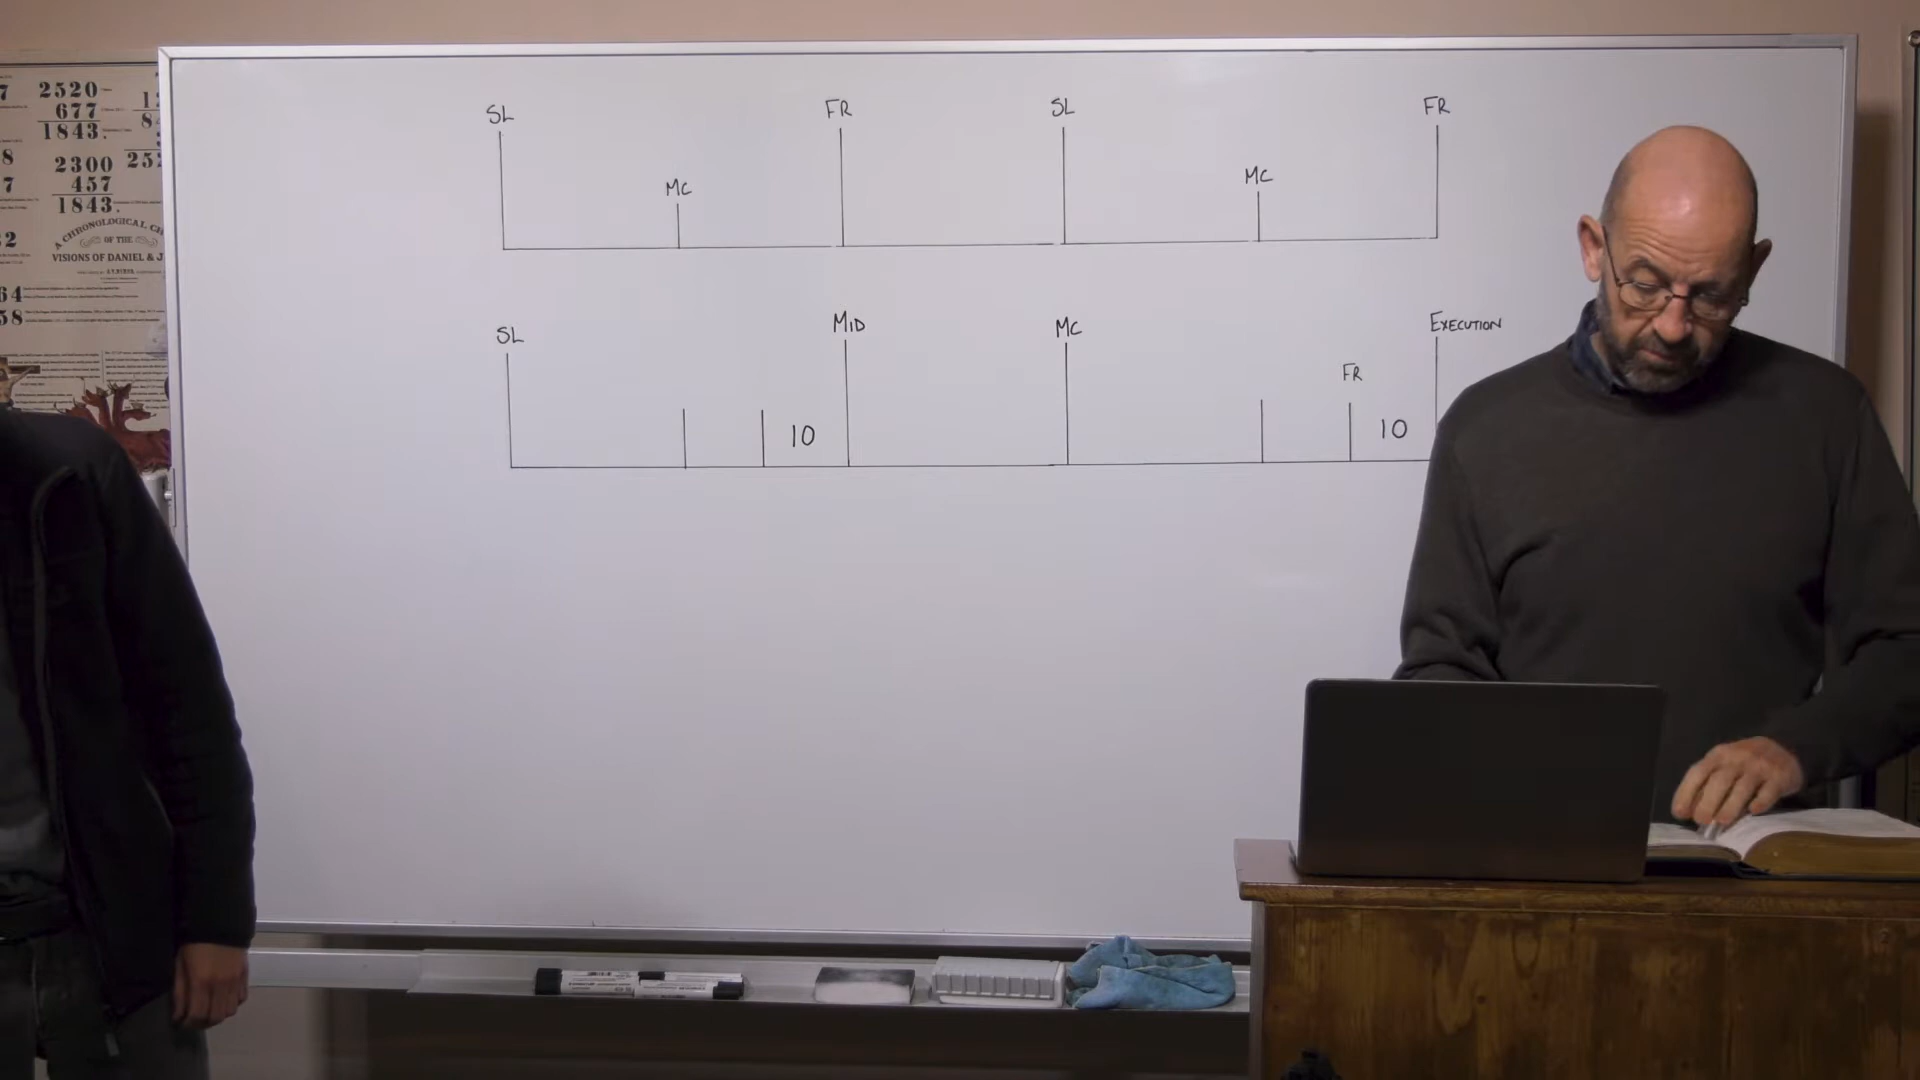 SL FR SL FR
MC MC
SL MID MC EXECUTION
FR
10 10
2520
677
1843.
2300
457
1843.
A CHRONOLOGICAL
OF THE
VISIONS OF DANIEL &